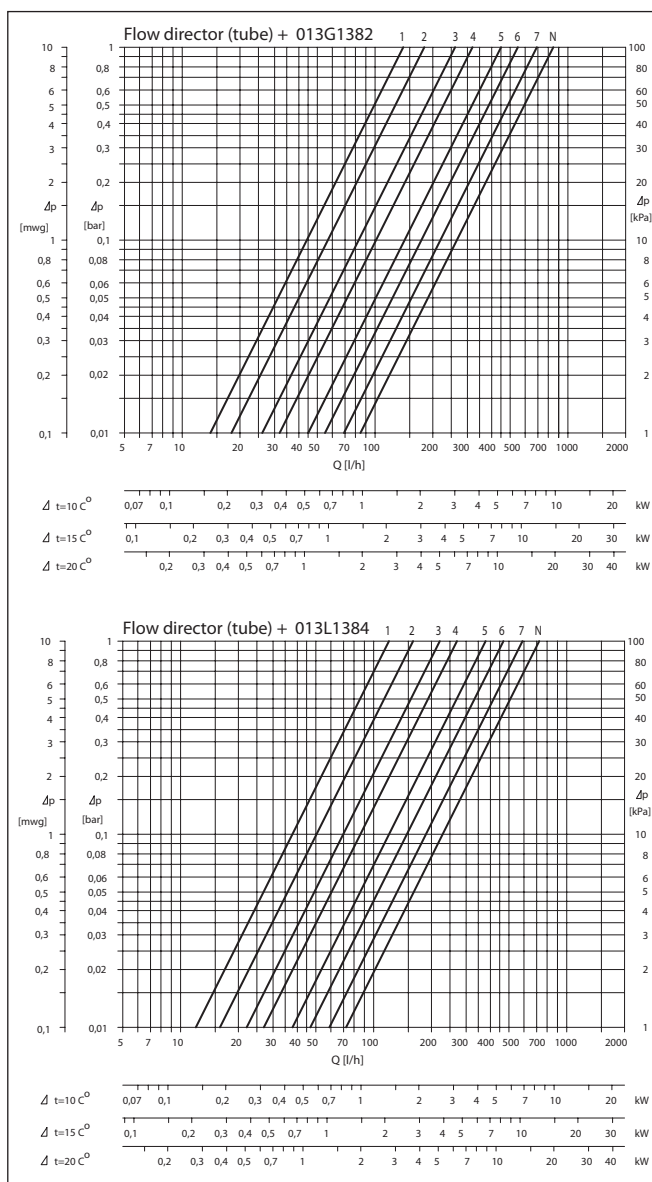 Flow director (tube) + 013G1382
1 2 3 4 5 6 7 N
10 1 100
8 0,8 80
6 0,6 60
5 0,5 50
4 0,4 40
3 0,3 30
2 0,2 20
Δp Δp Δp
[mwg] [bar] [kPa]
1 0,1 10
0,8 0,08 8
0,6 0,06 6
0,5 0,05 5
0,4 0,04 4
0,3 0,03 3
0,2 0,02 2
0,1 0,01 1
5 7 10 20 30 40 50 70 100 200 300 400 500 700 1000 2000
Q [l/h]
Δ t=10 C° 0,07 0,1 0,2 0,3 0,4 0,5 0,7 1 2 3 4 5 7 10 20 kW
Δ t=15 C° 0,1 0,2 0,3 0,4 0,5 0,7 1 2 3 4 5 7 10 20 30 kW
Δ t=20 C° 0,2 0,3 0,4 0,5 0,7 1 2 3 4 5 7 10 20 30 40 kW
Flow director (tube) + 013L1384
1 2 3 4 5 6 7 N
10 1 100
8 0,8 80
6 0,6 60
5 0,5 50
4 0,4 40
3 0,3 30
2 0,2 20
Δp Δp Δp
[mwg] [bar] [kPa]
1 0,1 10
0,8 0,08 8
0,6 0,06 6
0,5 0,05 5
0,4 0,04 4
0,3 0,03 3
0,2 0,02 2
0,1 0,01 1
5 7 10 20 30 40 50 70 100 200 300 400 500 700 1000 2000
Q [l/h]
Δ t=10 C° 0,07 0,1 0,2 0,3 0,4 0,5 0,7 1 2 3 4 5 7 10 20 kW
Δ t=15 C° 0,1 0,2 0,3 0,4 0,5 0,7 1 2 3 4 5 7 10 20 30 kW
Δ t=20 C° 0,2 0,3 0,4 0,5 0,7 1 2 3 4 5 7 10 20 30 40 kW